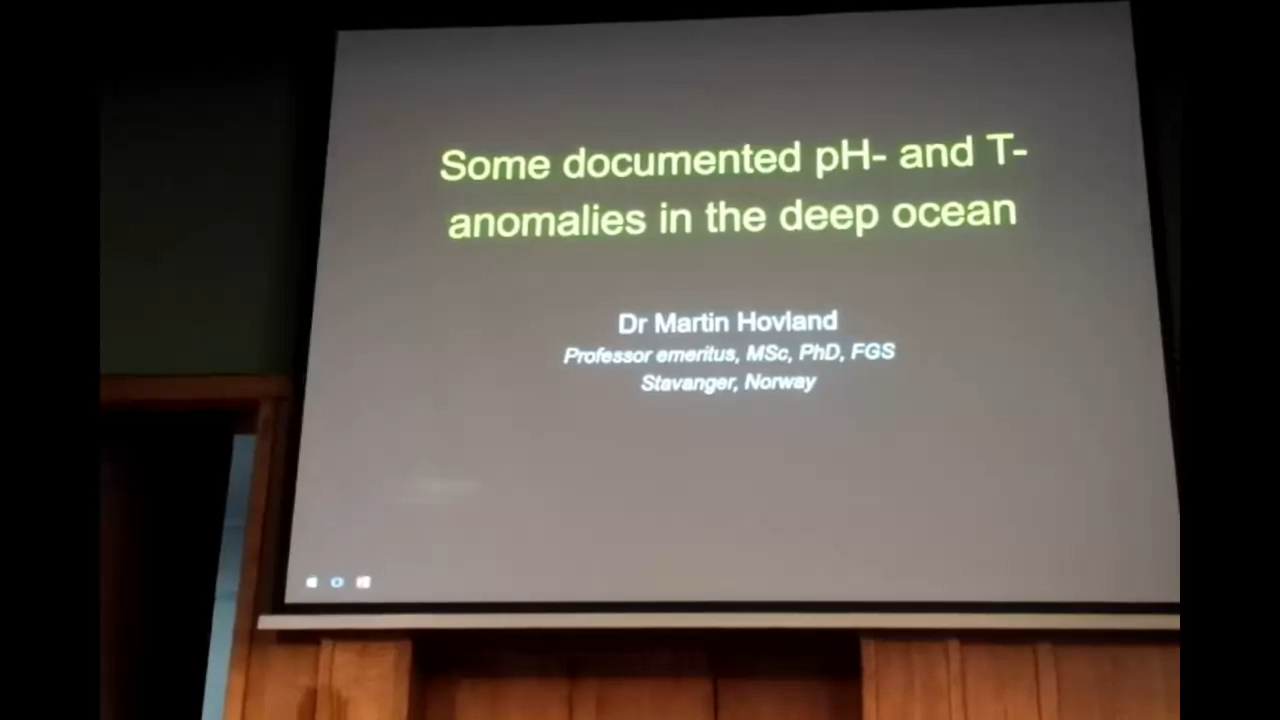 Some documented pH- and T-
anomalies in the deep ocean
Dr Martin Hovland
Professor emeritus, MSc, PhD, FGS
Stavanger, Norway